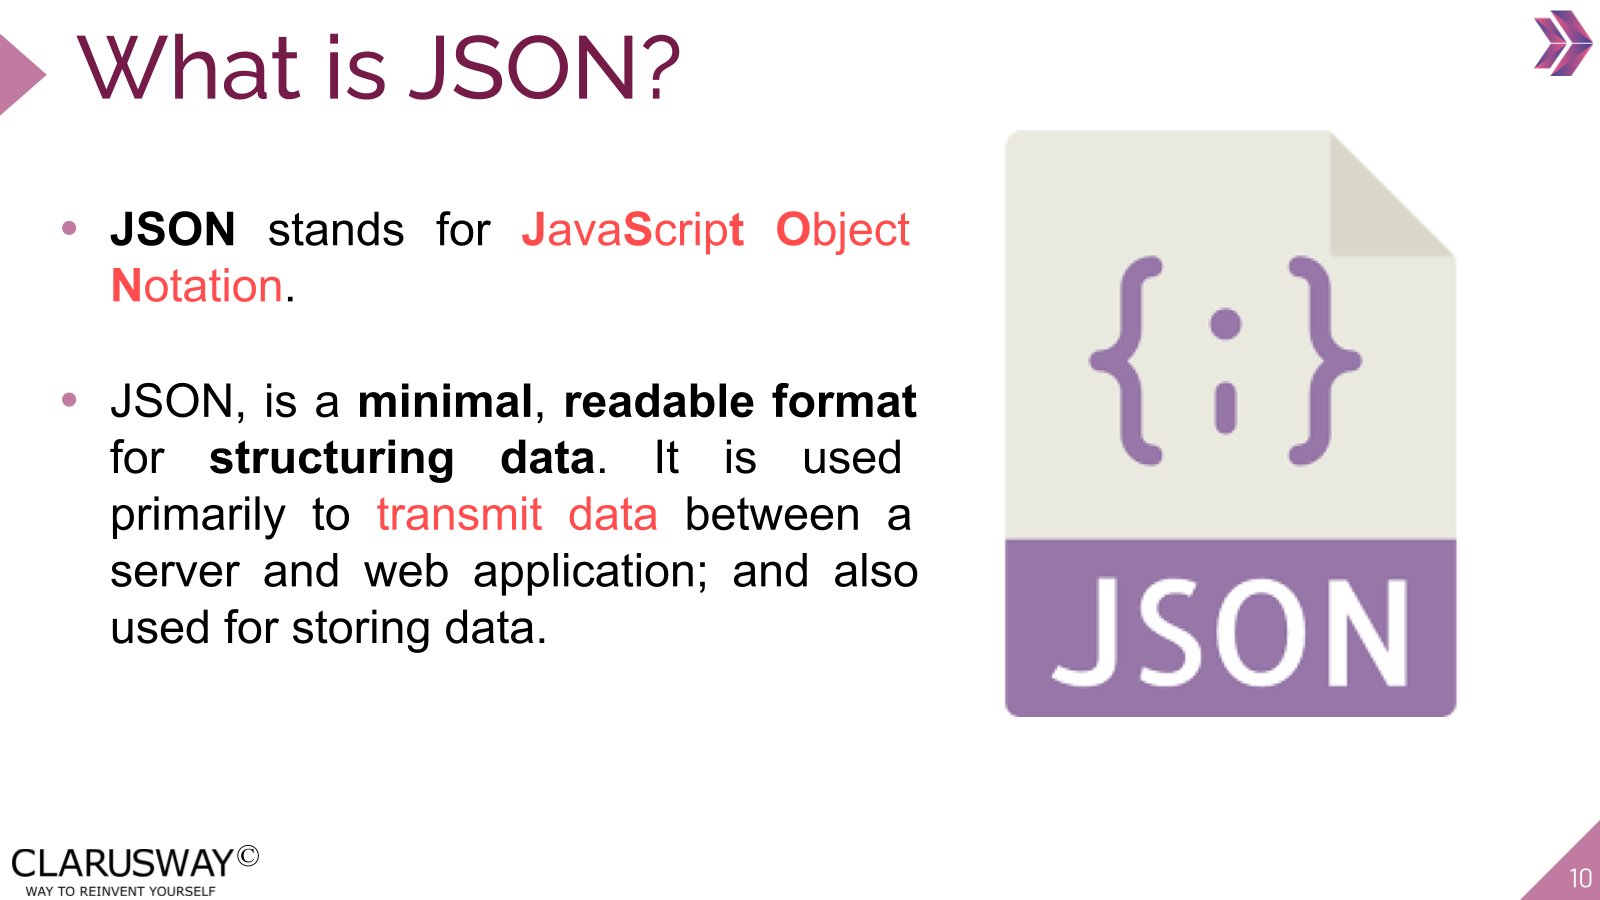 What is JSON?
• JSON stands for JavaScript Object
Notation.
• JSON, is a minimal, readable format
for structuring data. It is used
primarily to transmit data between a
server and web application; and also
used for storing data.
{;}
JSON
CLARUSWAY©
WAY TO REINVENT YOURSELF
10